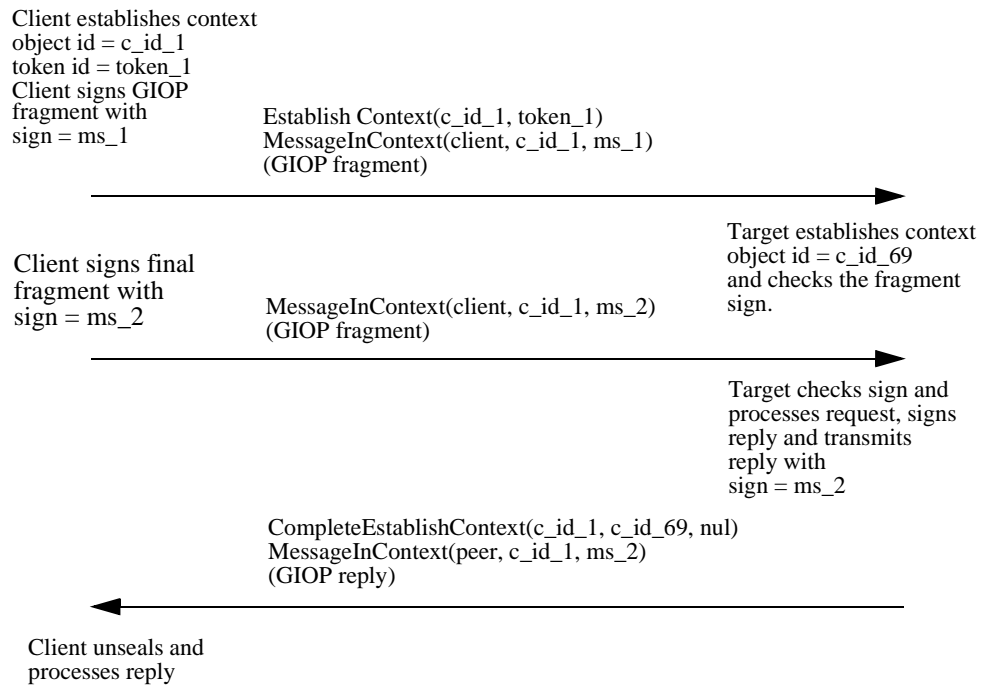 Client establishes context
object id = c_id_1
token id = token_1
Client signs GIOP
fragment with
sign = ms_1
Establish Context(c_id_1, token_1)
MessageInContext(client, c_id_1, ms_1)
(GIOP fragment)
Target establishes context
object id = c_id_69
and checks the fragment
sign.
Client signs final
fragment with
sign = ms_2
MessageInContext(client, c_id_1, ms_2)
(GIOP fragment)
Target checks sign and
processes request, signs
reply and transmits
reply with
sign = ms_2
CompleteEstablishContext(c_id_1, c_id_69, nul)
MessageInContext(peer, c_id_1, ms_2)
(GIOP reply)
Client unseals and
processes reply